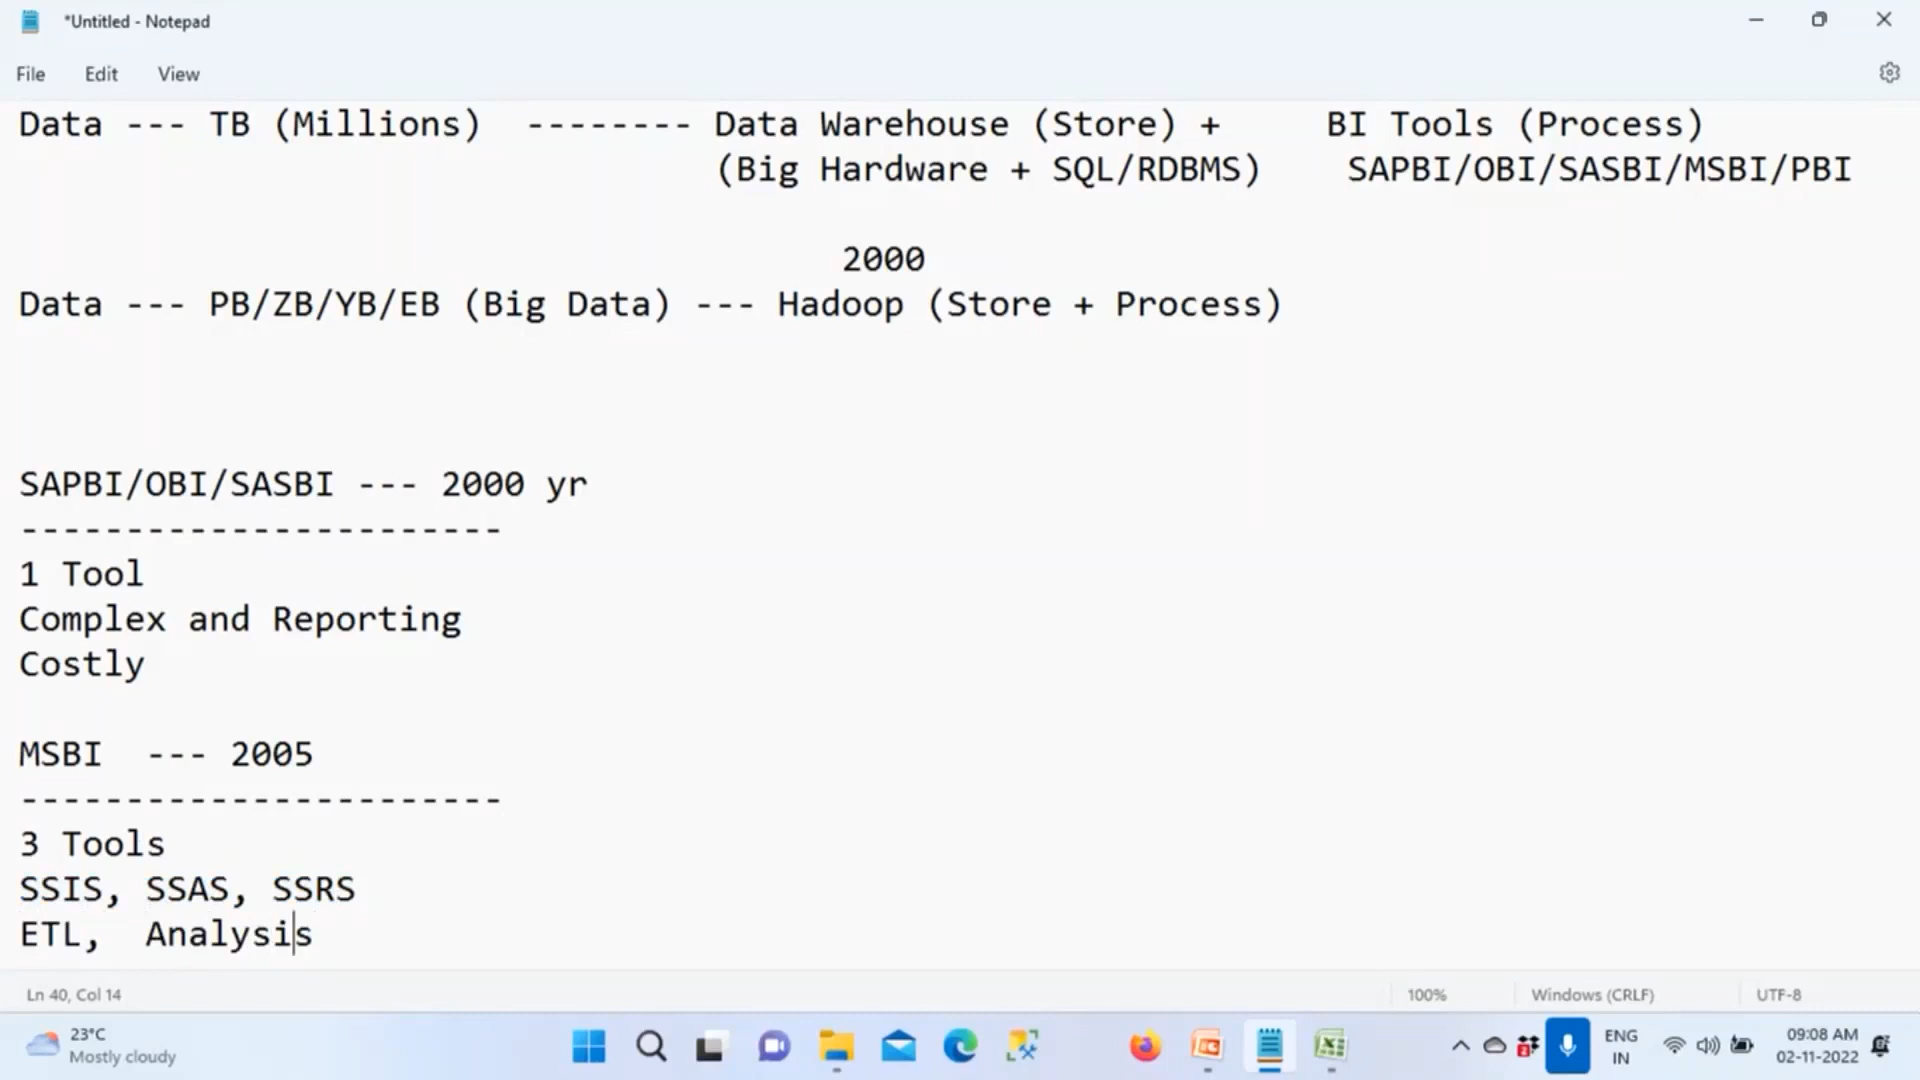 *Untitled - Notepad
File Edit View
Data --- TB (Millions) -------- Data Warehouse (Store) + BI Tools (Process)
(Big Hardware + SQL/RDBMS) SAPBI/OBI/SASBI/MSBI/PBI
2000
Data --- PB/ZB/YB/EB (Big Data) --- Hadoop (Store + Process)
SAPBI/OBI/SASBI --- 2000 yr
-----------------------
1 Tool
Complex and Reporting
Costly
MSBI --- 2005
-----------------------
3 Tools
SSIS, SSAS, SSRS
ETL, Analysis
Ln 40, Col 14 100% Windows (CRLF) UTF-8
23°C
Mostly cloudy
ENG
IN
09:08 AM
02-11-2022